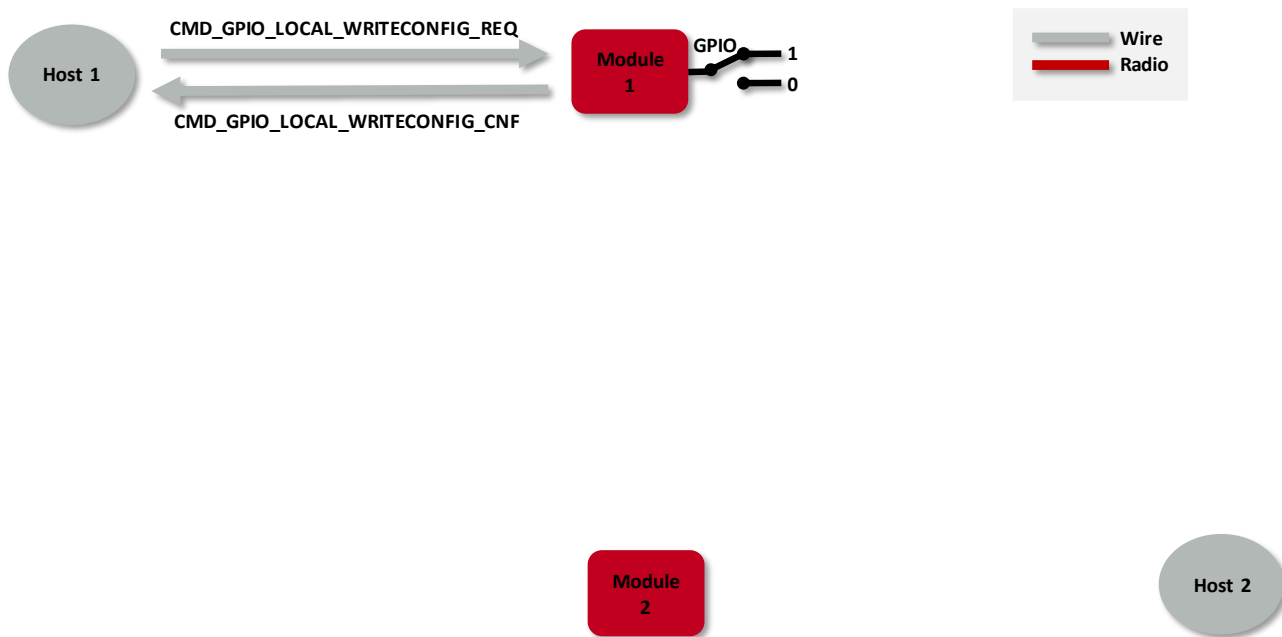 CMD_GPIO_LOCAL_WRITECONFIG_REQ
Host 1
Module
1
GPIO
1
0
CMD_GPIO_LOCAL_WRITECONFIG_CNF
Wire
Radio
Module
2
Host 2